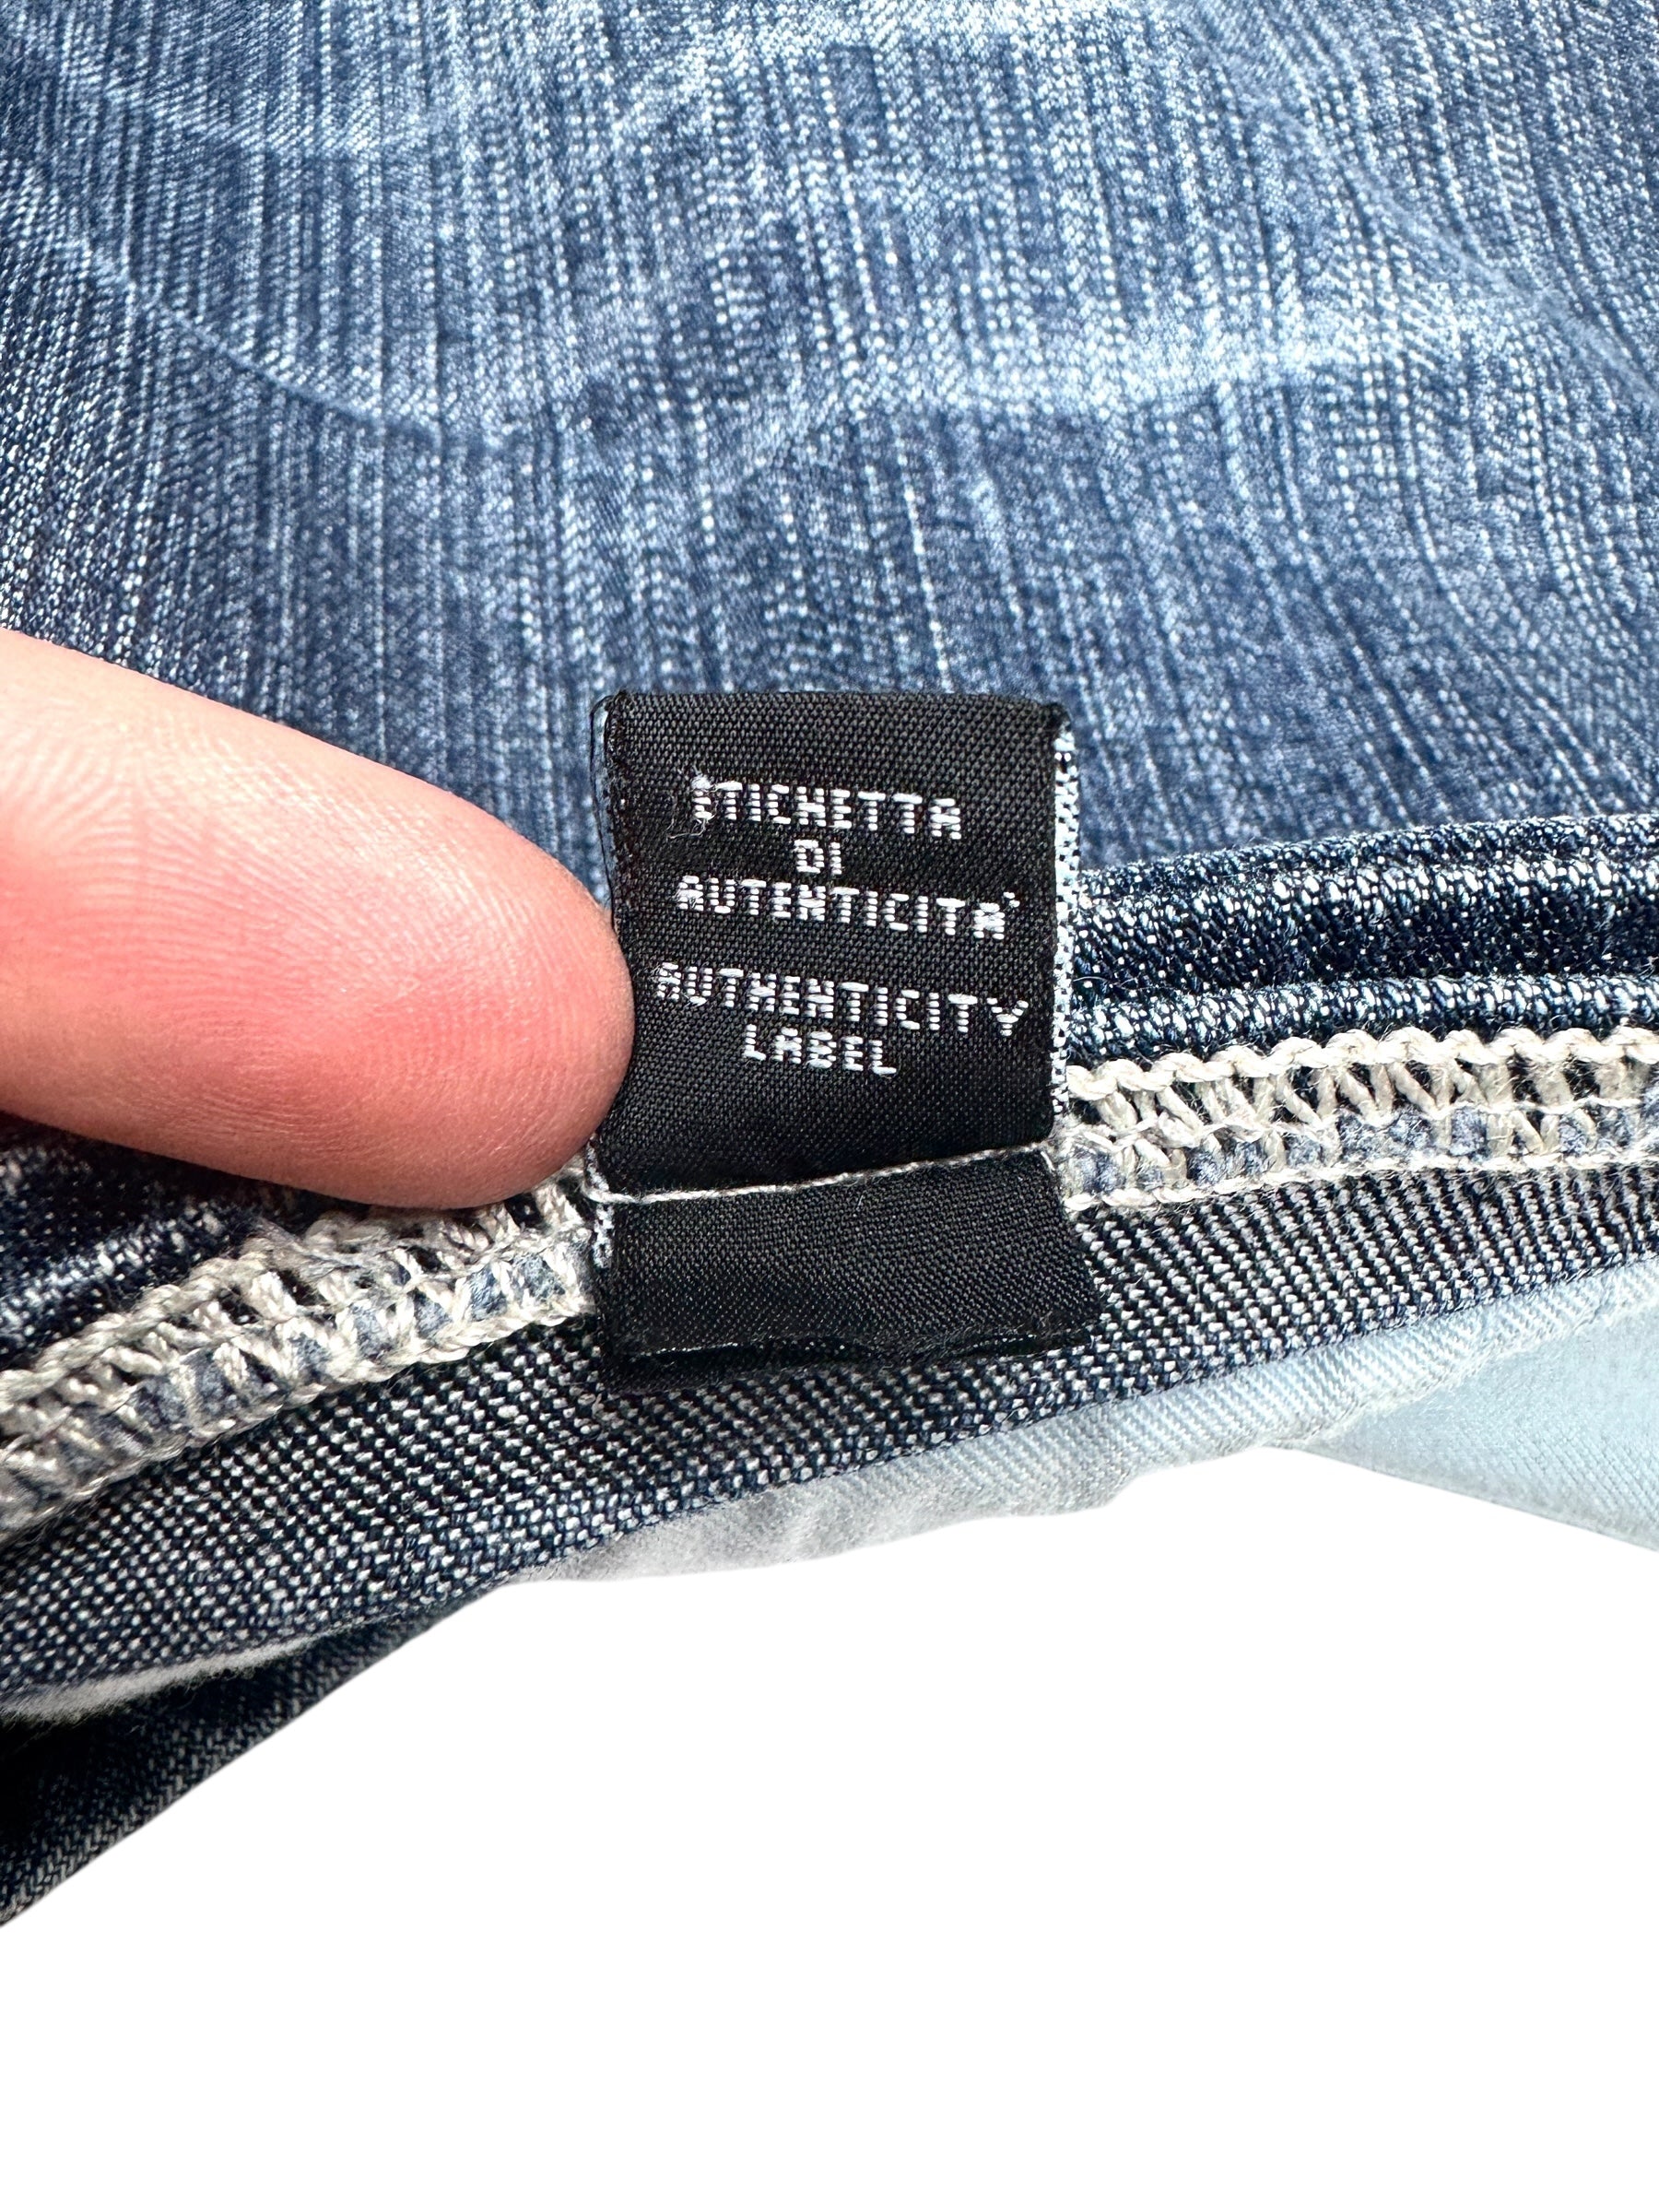 ETICHETTA
DI
AUTENTICITA'
AUTHENTICITY
LABEL